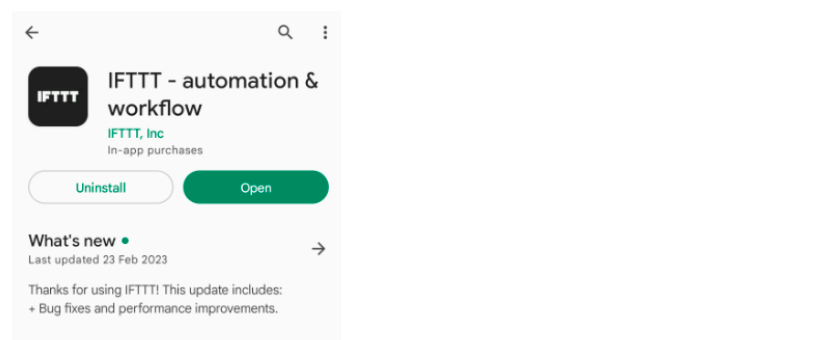 IFTTT
IFTTT - automation &
workflow
IFTTT, Inc
In-app purchases
Uninstall
Open
What's new
Last updated 23 Feb 2023
Thanks for using IFTTT! This update includes:
+ Bug fixes and performance improvements.